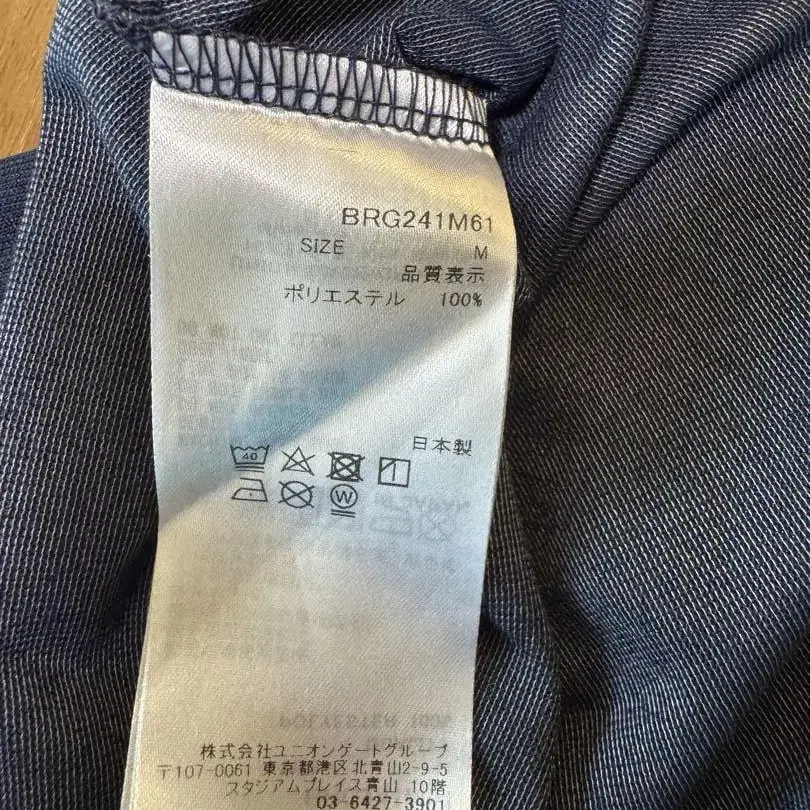 BRG241M61
SIZE M
品質表示
ポリエステル 100%
日本製
40
W
POLYESTER 100%
株式会社ユニオンゲートグループ
〒107-0061 東京都港区北青山2-9-5
スタジアムプレイス青山 10階
03-6427-3901